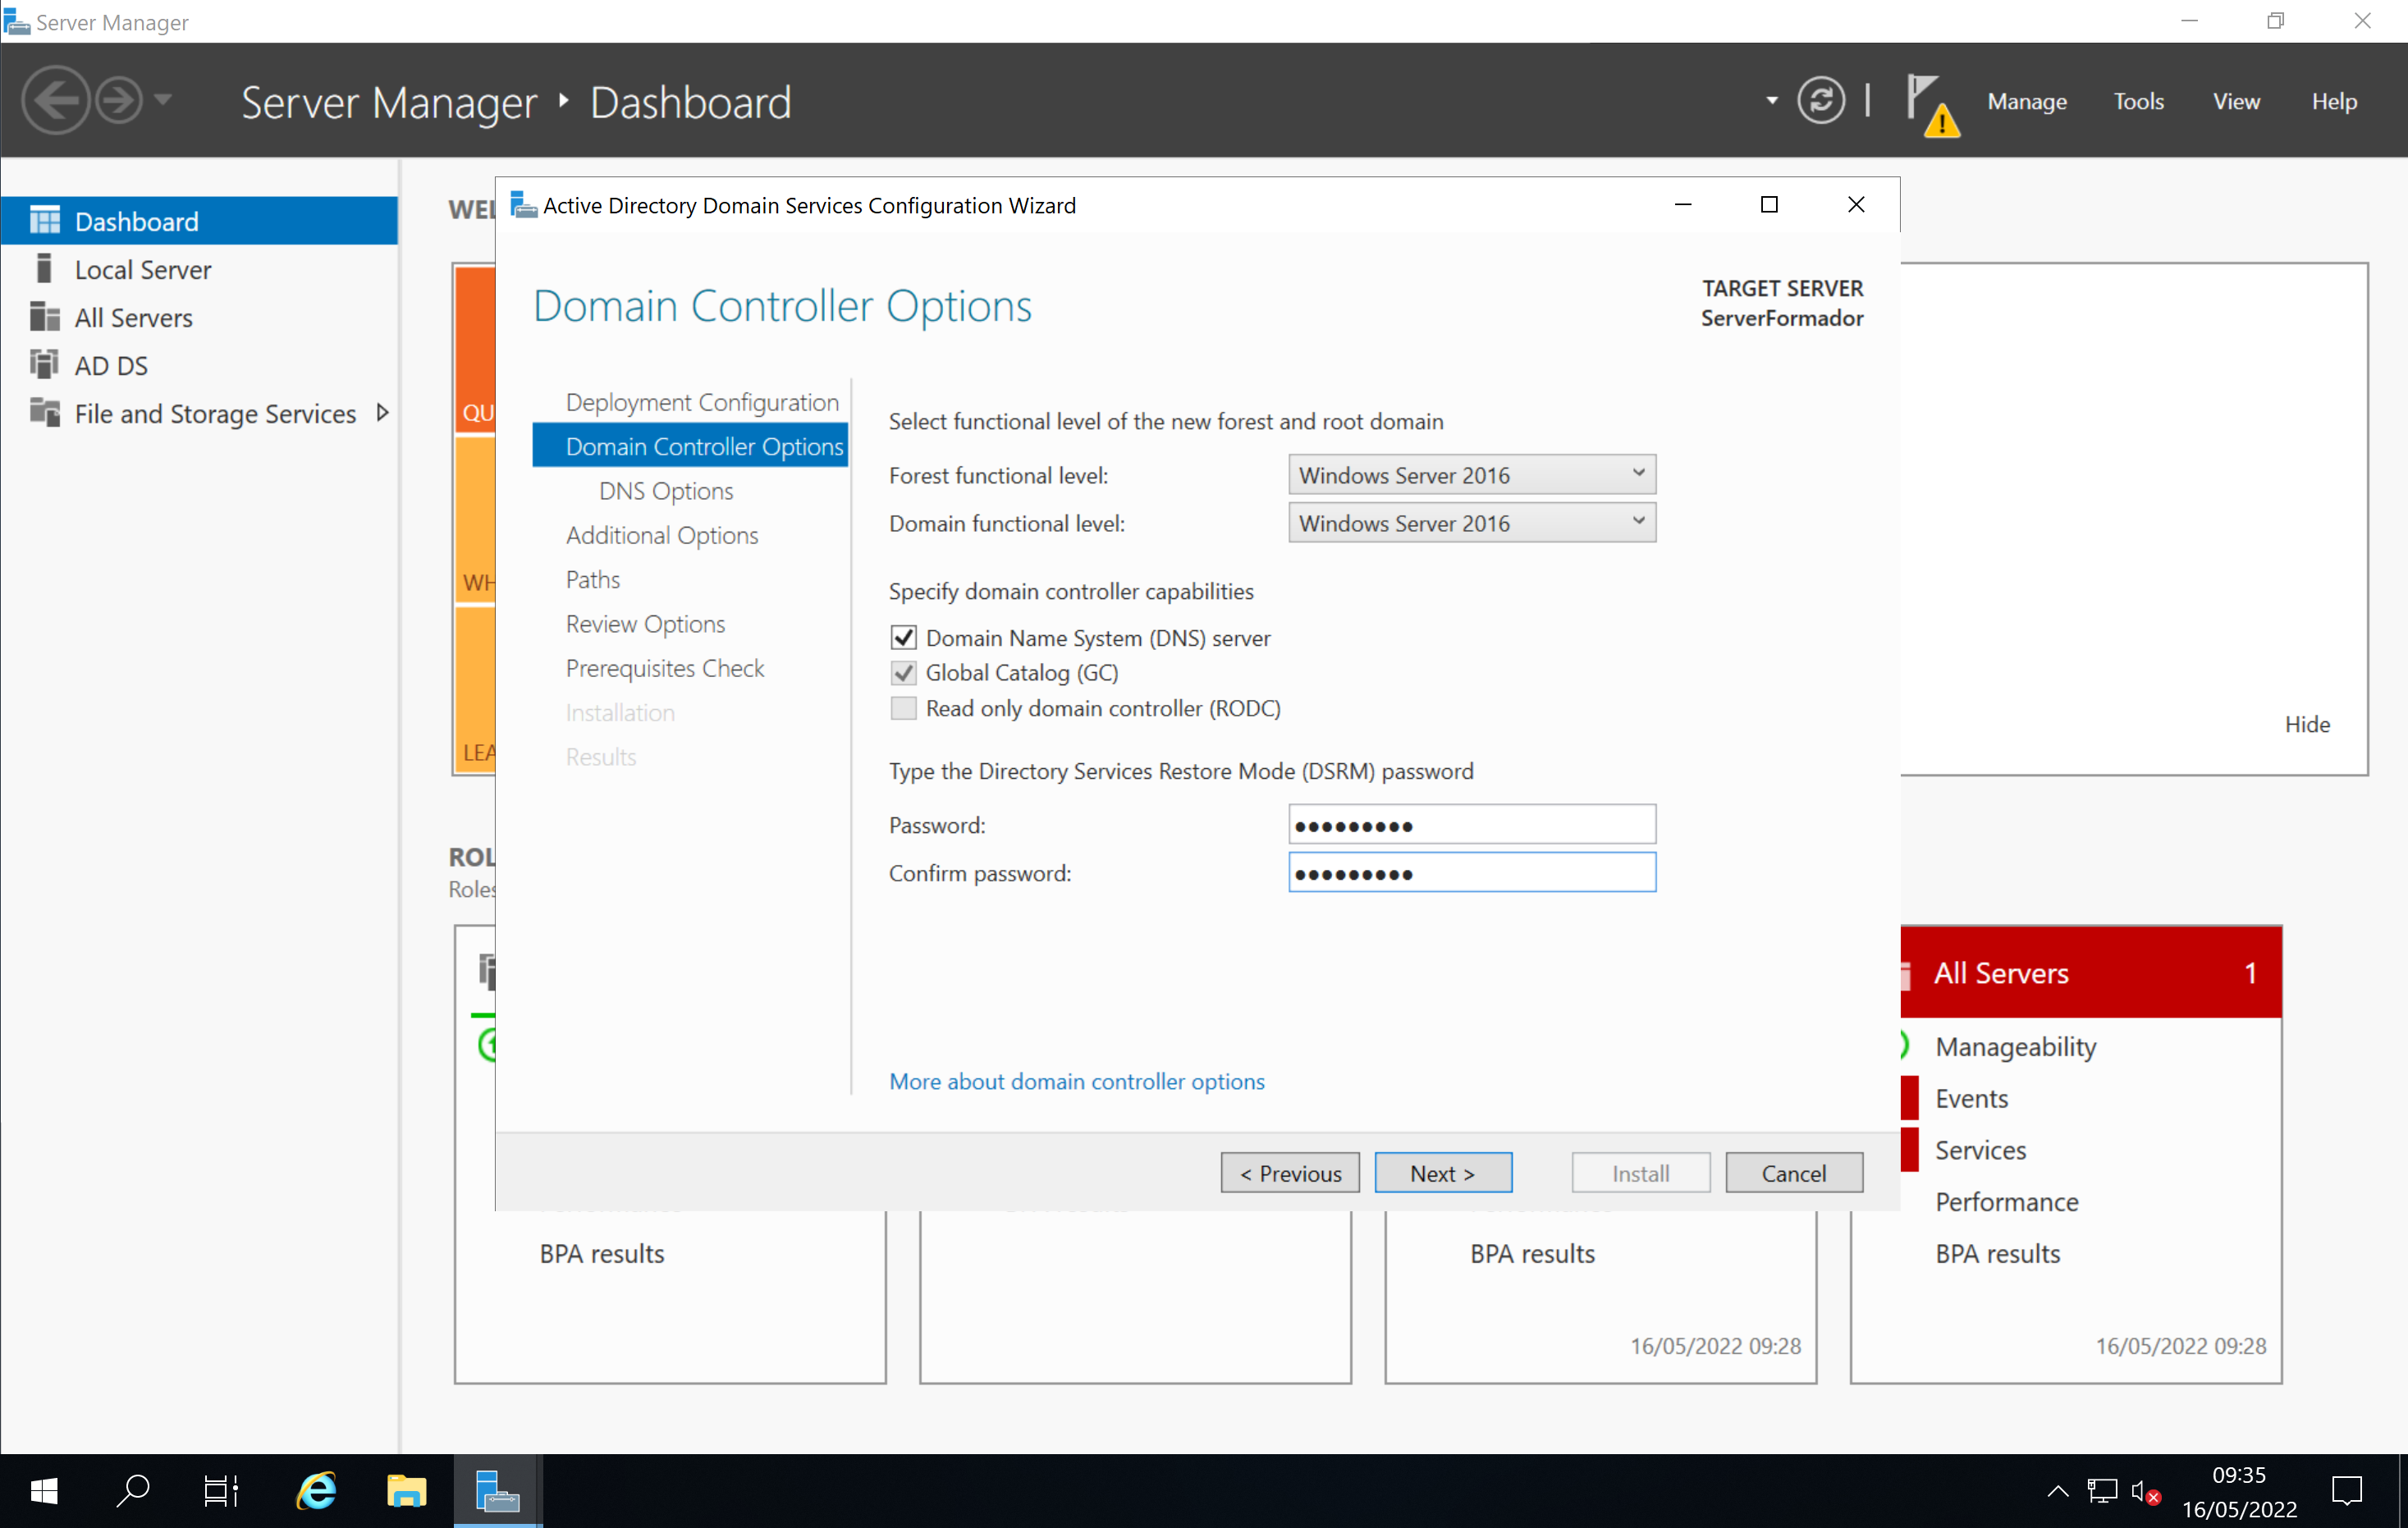 Server Manager
Server Manager ‣ Dashboard
Manage Tools View Help
Dashboard
Local Server
All Servers
AD DS
File and Storage Services
WEL
QU
WH
LEA
Hide
ROL
Roles
Active Directory Domain Services Configuration Wizard
Domain Controller Options
TARGET SERVER
ServerFormador
Deployment Configuration
Domain Controller Options
DNS Options
Additional Options
Paths
Review Options
Prerequisites Check
Installation
Results
Select functional level of the new forest and root domain
Forest functional level: Windows Server 2016
Domain functional level: Windows Server 2016
Specify domain controller capabilities
Domain Name System (DNS) server
Global Catalog (GC)
Read only domain controller (RODC)
Type the Directory Services Restore Mode (DSRM) password
Password: ●●●●●●●●●
Confirm password: ●●●●●●●●●
More about domain controller options
< Previous Next > Install Cancel
All Servers 1
Manageability
Events
Services
Performance
BPA results
16/05/2022 09:28
BPA results
BPA results
16/05/2022 09:28
09:35
16/05/2022